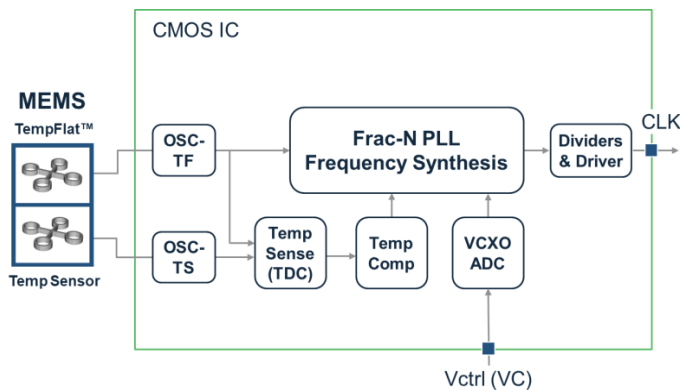 CMOS IC
MEMS
TempFlat™
OSC-
TF
Frac-N PLL
Frequency Synthesis
Dividers
& Driver
CLK
OSC-
TS
Temp
Sense
(TDC)
Temp
Comp
VCXO
ADC
Temp Sensor
Vctrl (VC)